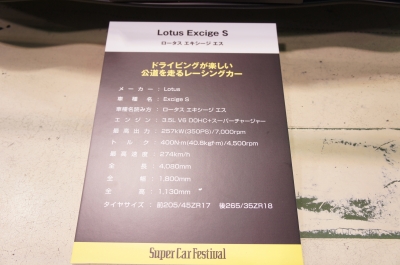 Lotus Excige S
ロータス エキシージ エス
ドライビングが楽しい
公道を走るレーシングカー
メーカー：Lotus
車種名：Excige S
車種名読み方：ロータス エキシージ エス
エンジン：3.5L V6 DOHC+スーパーチャージャー
最高出力：257kW(350PS)/7,000rpm
トルク：400N·m(40.8kgf·m)/4,500rpm
最高速度：274km/h
全長：4,080mm
全幅：1,800mm
全高：1,130mm
タイヤサイズ：前205/45ZR17 後265/35ZR18
Super Car Festival